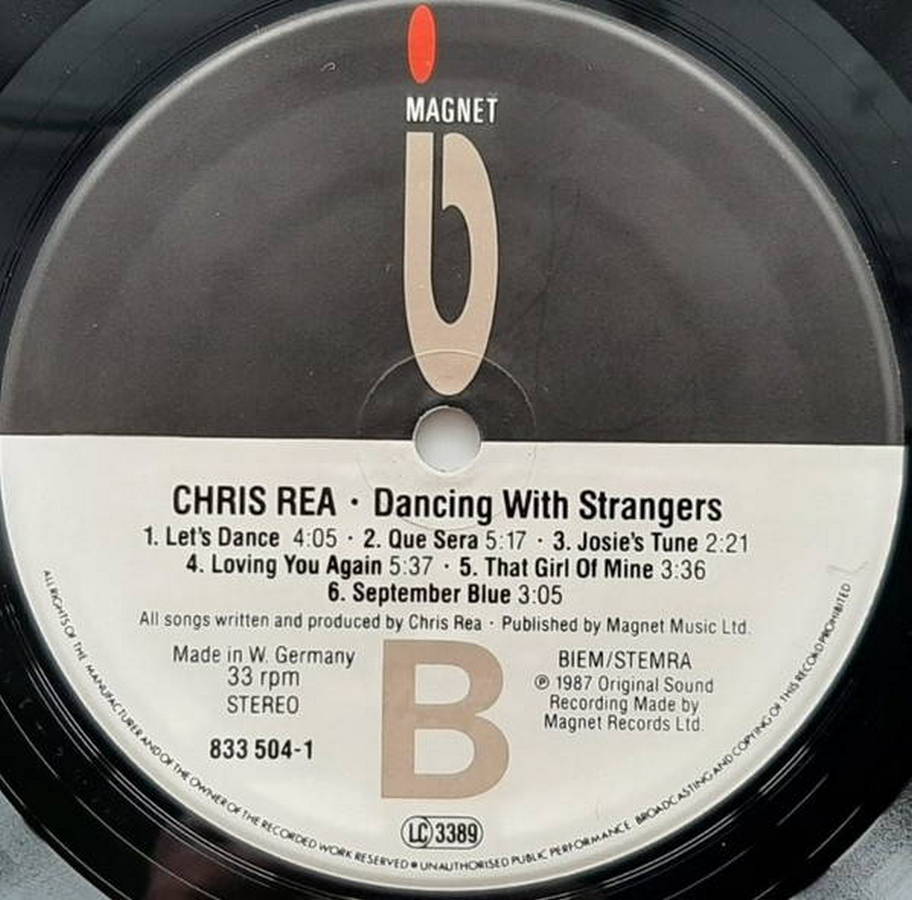 MAGNET
CHRIS REA · Dancing With Strangers
1. Let's Dance 4:05 · 2. Que Sera 5:17 · 3. Josie's Tune 2:21
4. Loving You Again 5:37 · 5. That Girl Of Mine 3:36
6. September Blue 3:05
All songs written and produced by Chris Rea · Published by Magnet Music Ltd.
Made in W. Germany
33 rpm
STEREO
833 504-1
B
BIEM/STEMRA
℗ 1987 Original Sound
Recording Made by
Magnet Records Ltd.
LC 3389
ALL RIGHTS OF THE MANUFACTURER AND OF THE OWNER OF THE RECORDED WORK RESERVED • UNAUTHORISED PUBLIC PERFORMANCE BROADCASTING AND COPYING OF THIS RECORD PROHIBITED